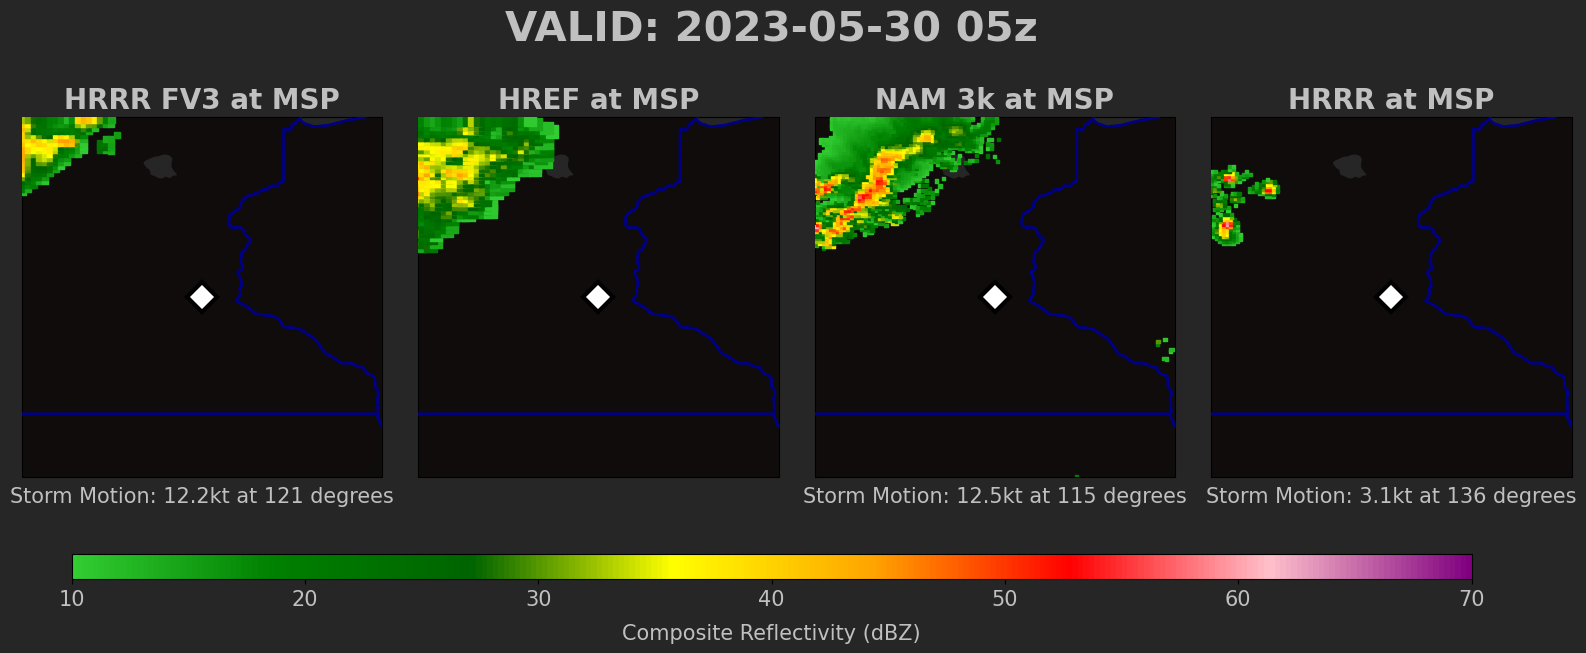 VALID: 2023-05-30 05z
HRRR FV3 at MSP
HREF at MSP
NAM 3k at MSP
HRRR at MSP
Storm Motion: 12.2kt at 121 degrees
Storm Motion: 12.5kt at 115 degrees
Storm Motion: 3.1kt at 136 degrees
10 20 30 40 50 60 70
Composite Reflectivity (dBZ)